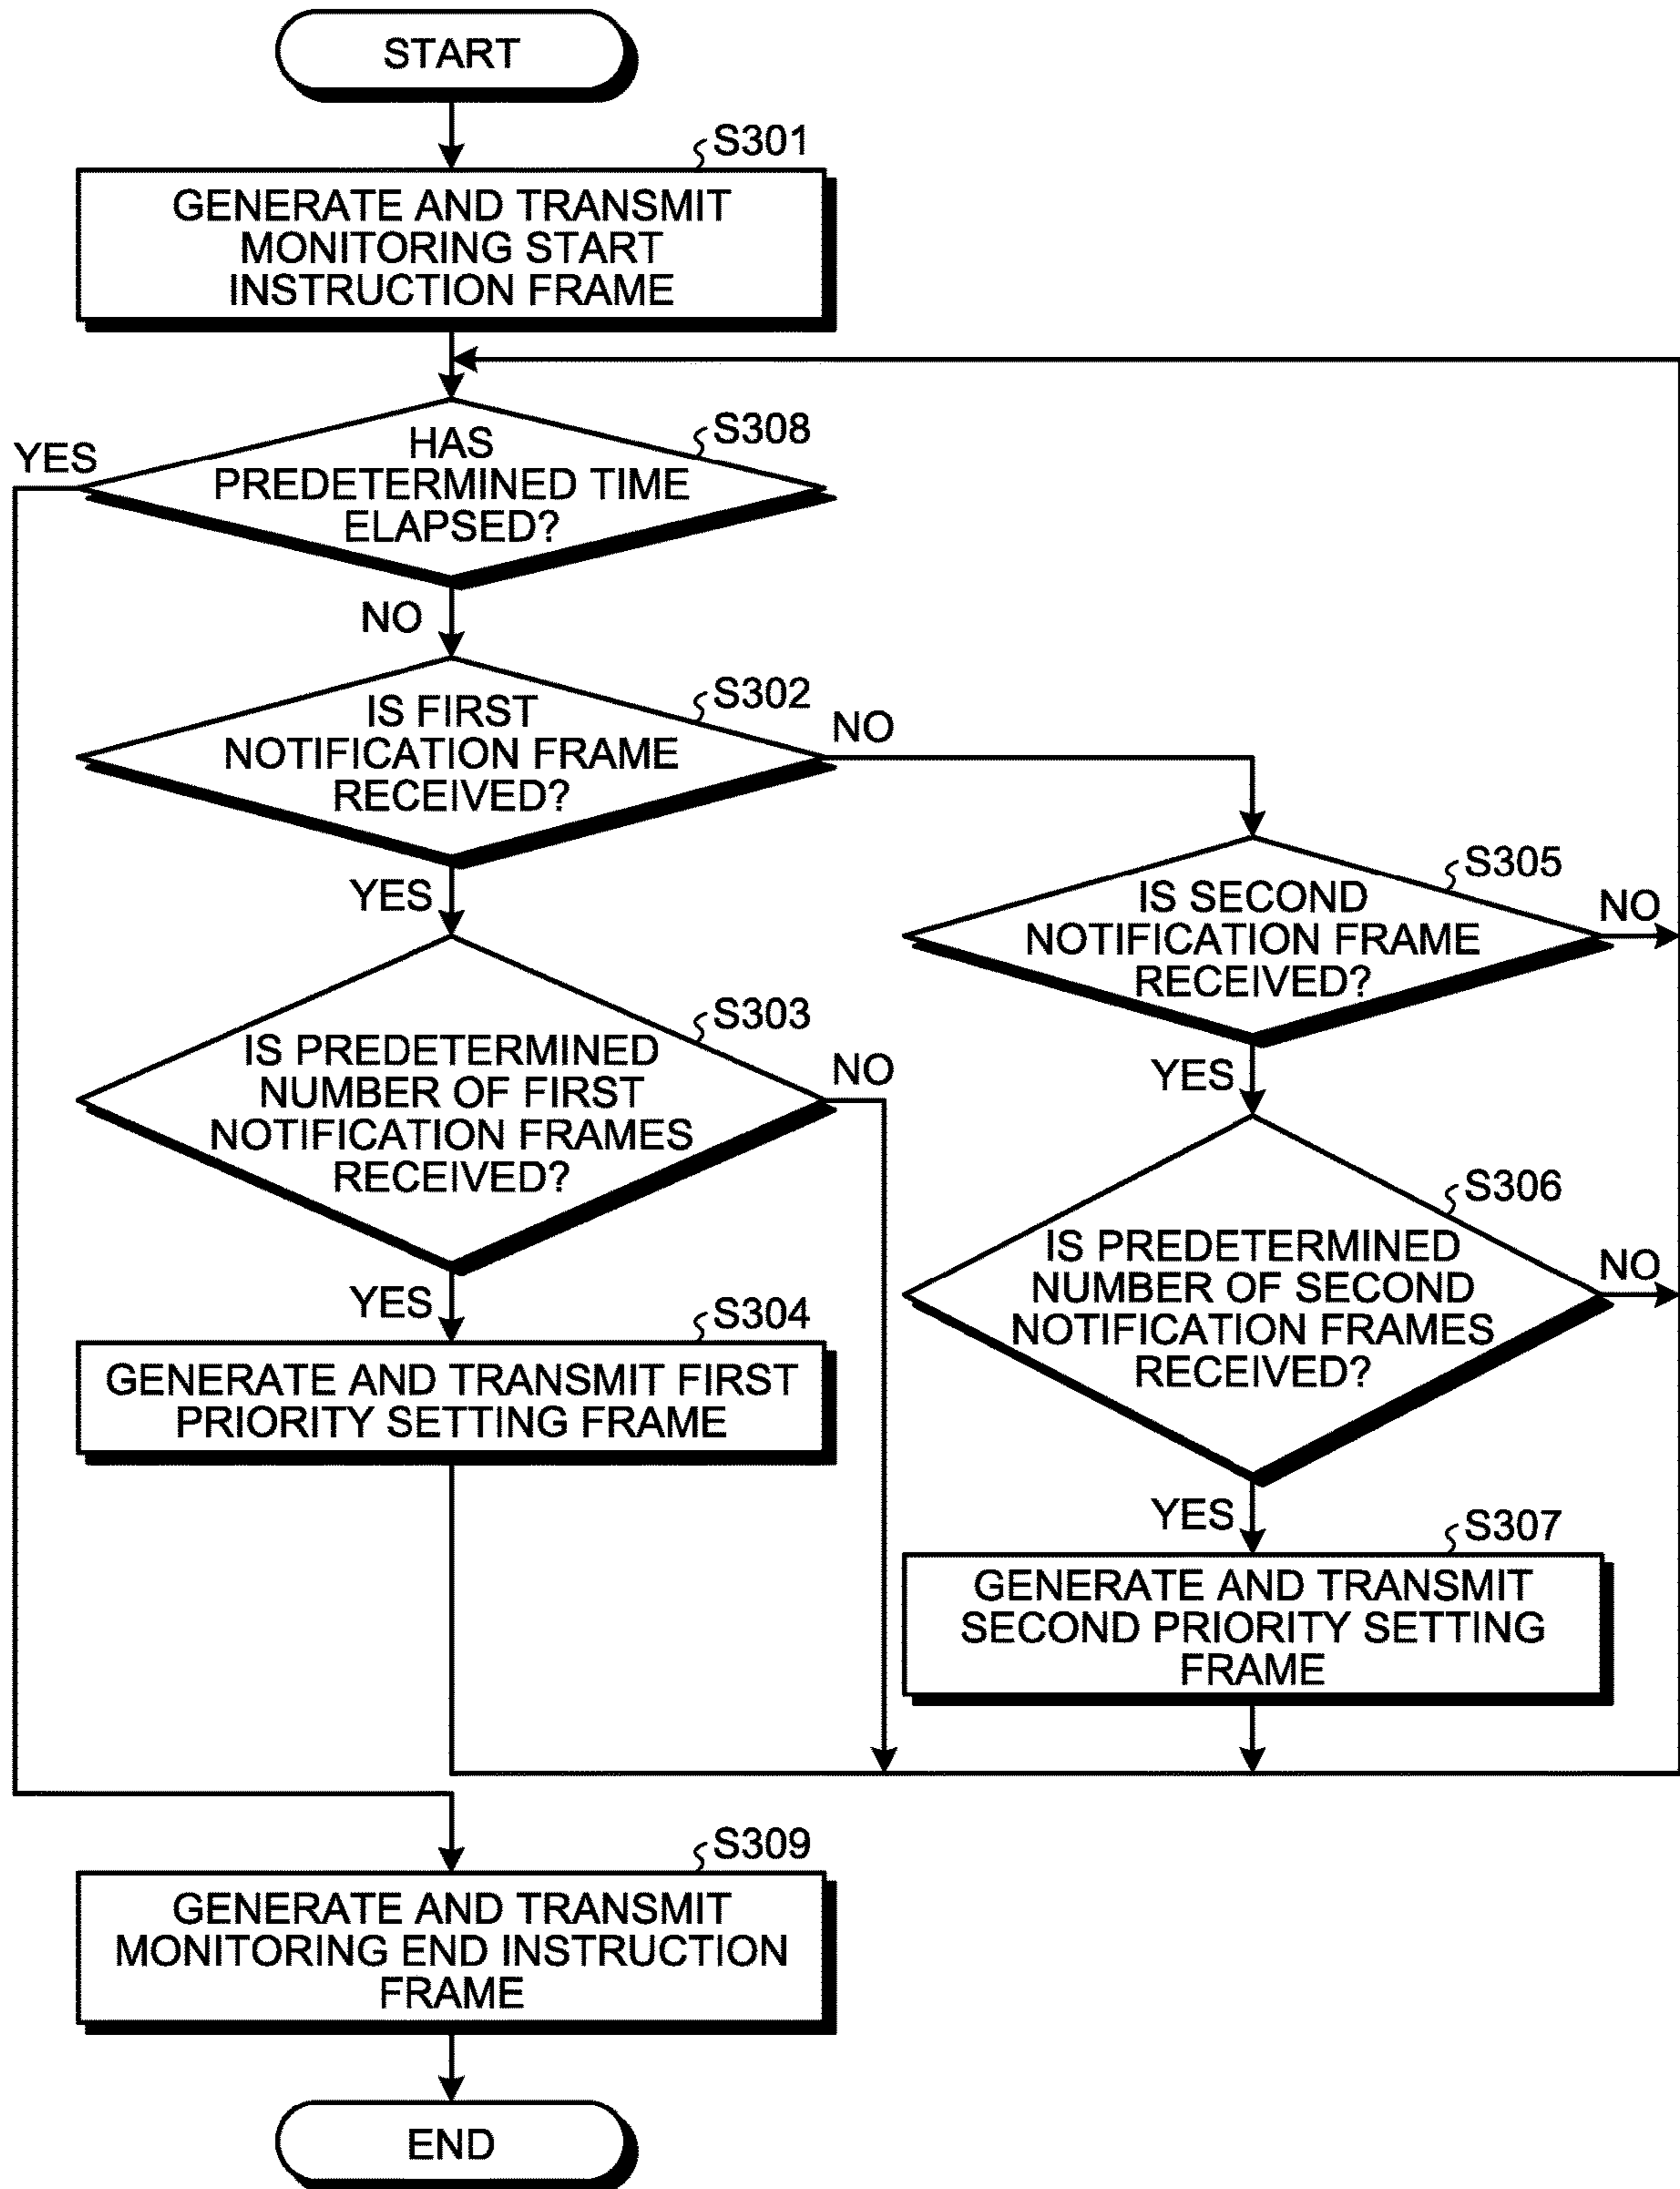 START
S301
GENERATE AND TRANSMIT
MONITORING START
INSTRUCTION FRAME
S308
YES
HAS
PREDETERMINED TIME
ELAPSED?
NO
S302
IS FIRST
NOTIFICATION FRAME
RECEIVED?
NO
YES
S305
IS SECOND
NOTIFICATION FRAME
RECEIVED?
NO
YES
S303
IS PREDETERMINED
NUMBER OF FIRST
NOTIFICATION FRAMES
RECEIVED?
NO
YES
S306
IS PREDETERMINED
NUMBER OF SECOND
NOTIFICATION FRAMES
RECEIVED?
NO
YES
S304
GENERATE AND TRANSMIT FIRST
PRIORITY SETTING FRAME
S307
GENERATE AND TRANSMIT
SECOND PRIORITY SETTING
FRAME
S309
GENERATE AND TRANSMIT
MONITORING END INSTRUCTION
FRAME
END